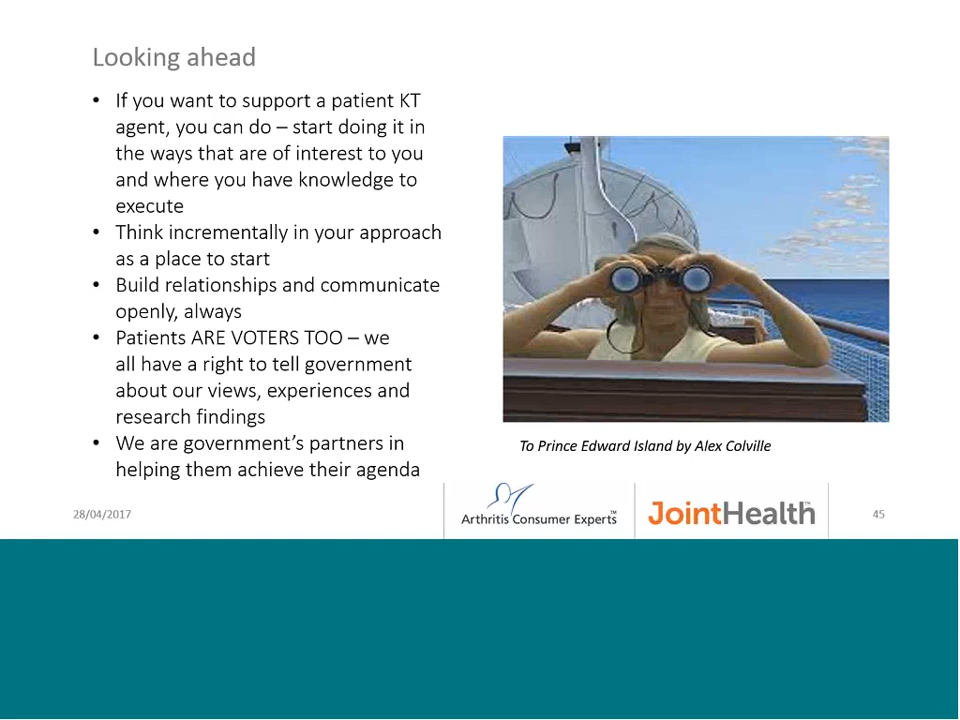 Looking ahead
• If you want to support a patient KT
agent, you can do – start doing it in
the ways that are of interest to you
and where you have knowledge to
execute
• Think incrementally in your approach
as a place to start
• Build relationships and communicate
openly, always
• Patients ARE VOTERS TOO – we
all have a right to tell government
about our views, experiences and
research findings
• We are government’s partners in
helping them achieve their agenda
To Prince Edward Island by Alex Colville
28/04/2017
Arthritis Consumer Experts™
JointHealth™
45